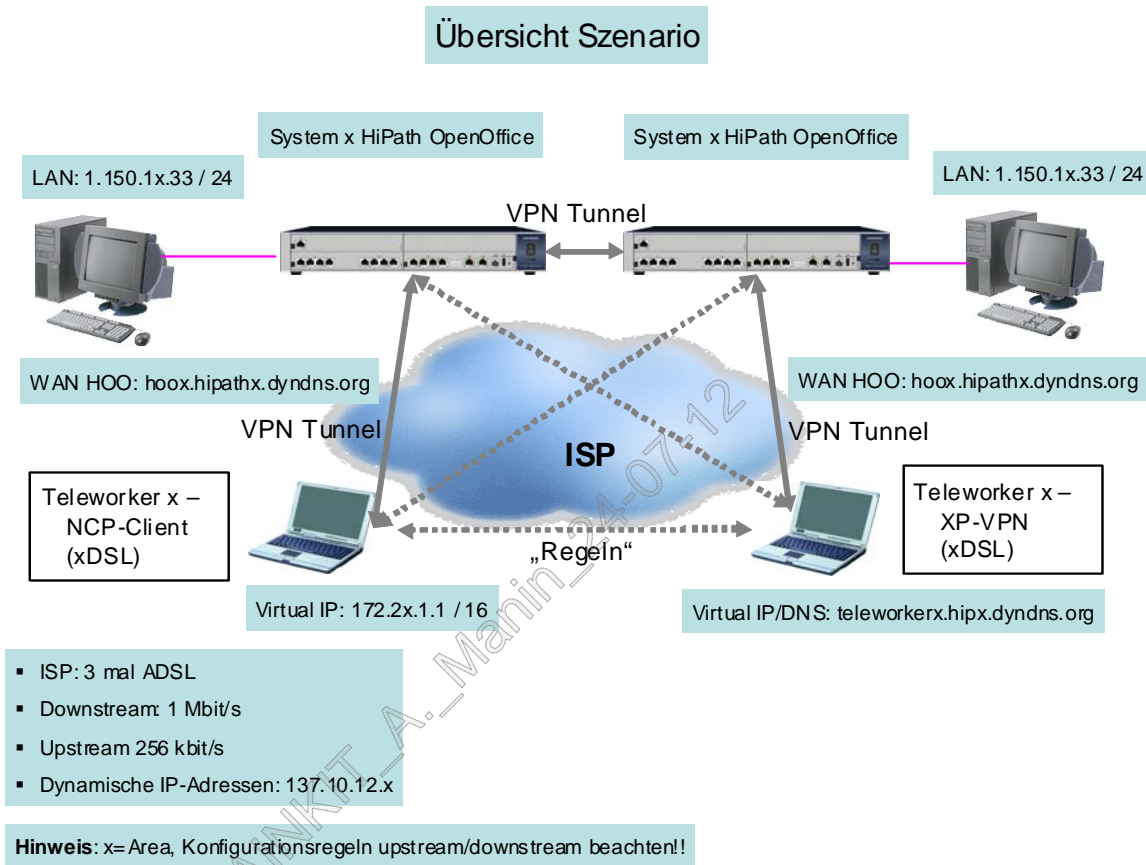 Übersicht Szenario
System x HiPath OpenOffice
System x HiPath OpenOffice
LAN: 1.150.1x.33 / 24
LAN: 1.150.1x.33 / 24
VPN Tunnel
WAN HOO: hoox.hipathx.dyndns.org
WAN HOO: hoox.hipathx.dyndns.org
VPN Tunnel
VPN Tunnel
ISP
Teleworker x –
NCP-Client
(xDSL)
Teleworker x –
XP-VPN
(xDSL)
„Regeln“
Virtual IP: 172.2x.1.1 / 16
Virtual IP/DNS: teleworkerx.hipx.dyndns.org
▪ ISP: 3 mal ADSL
▪ Downstream: 1 Mbit/s
▪ Upstream 256 kbit/s
▪ Dynamische IP-Adressen: 137.10.12.x
Hinweis: x=Area, Konfigurationsregeln upstream/downstream beachten!!
AINKIT_A._Manin_24-07-12